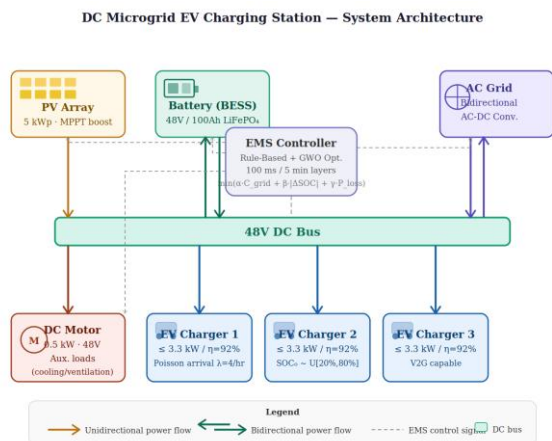 DC Microgrid EV Charging Station — System Architecture
PV Array
5 kWp · MPPT boost
Battery (BESS)
48V / 100Ah LiFePO₄
AC Grid
Bidirectional
AC-DC Conv.
EMS Controller
Rule-Based + GWO Opt.
100 ms / 5 min layers
min(α·C_grid + β·|ΔSOC| + γ·P_loss)
48V DC Bus
M
DC Motor
0.5 kW · 48V
Aux. loads
(cooling/ventilation)
EV Charger 1
≤ 3.3 kW / η=92%
Poisson arrival λ=4/hr
EV Charger 2
≤ 3.3 kW / η=92%
SOC₀ ~ U[20%,80%]
EV Charger 3
≤ 3.3 kW / η=92%
V2G capable
Legend
Unidirectional power flow
Bidirectional power flow
EMS control signal
DC bus